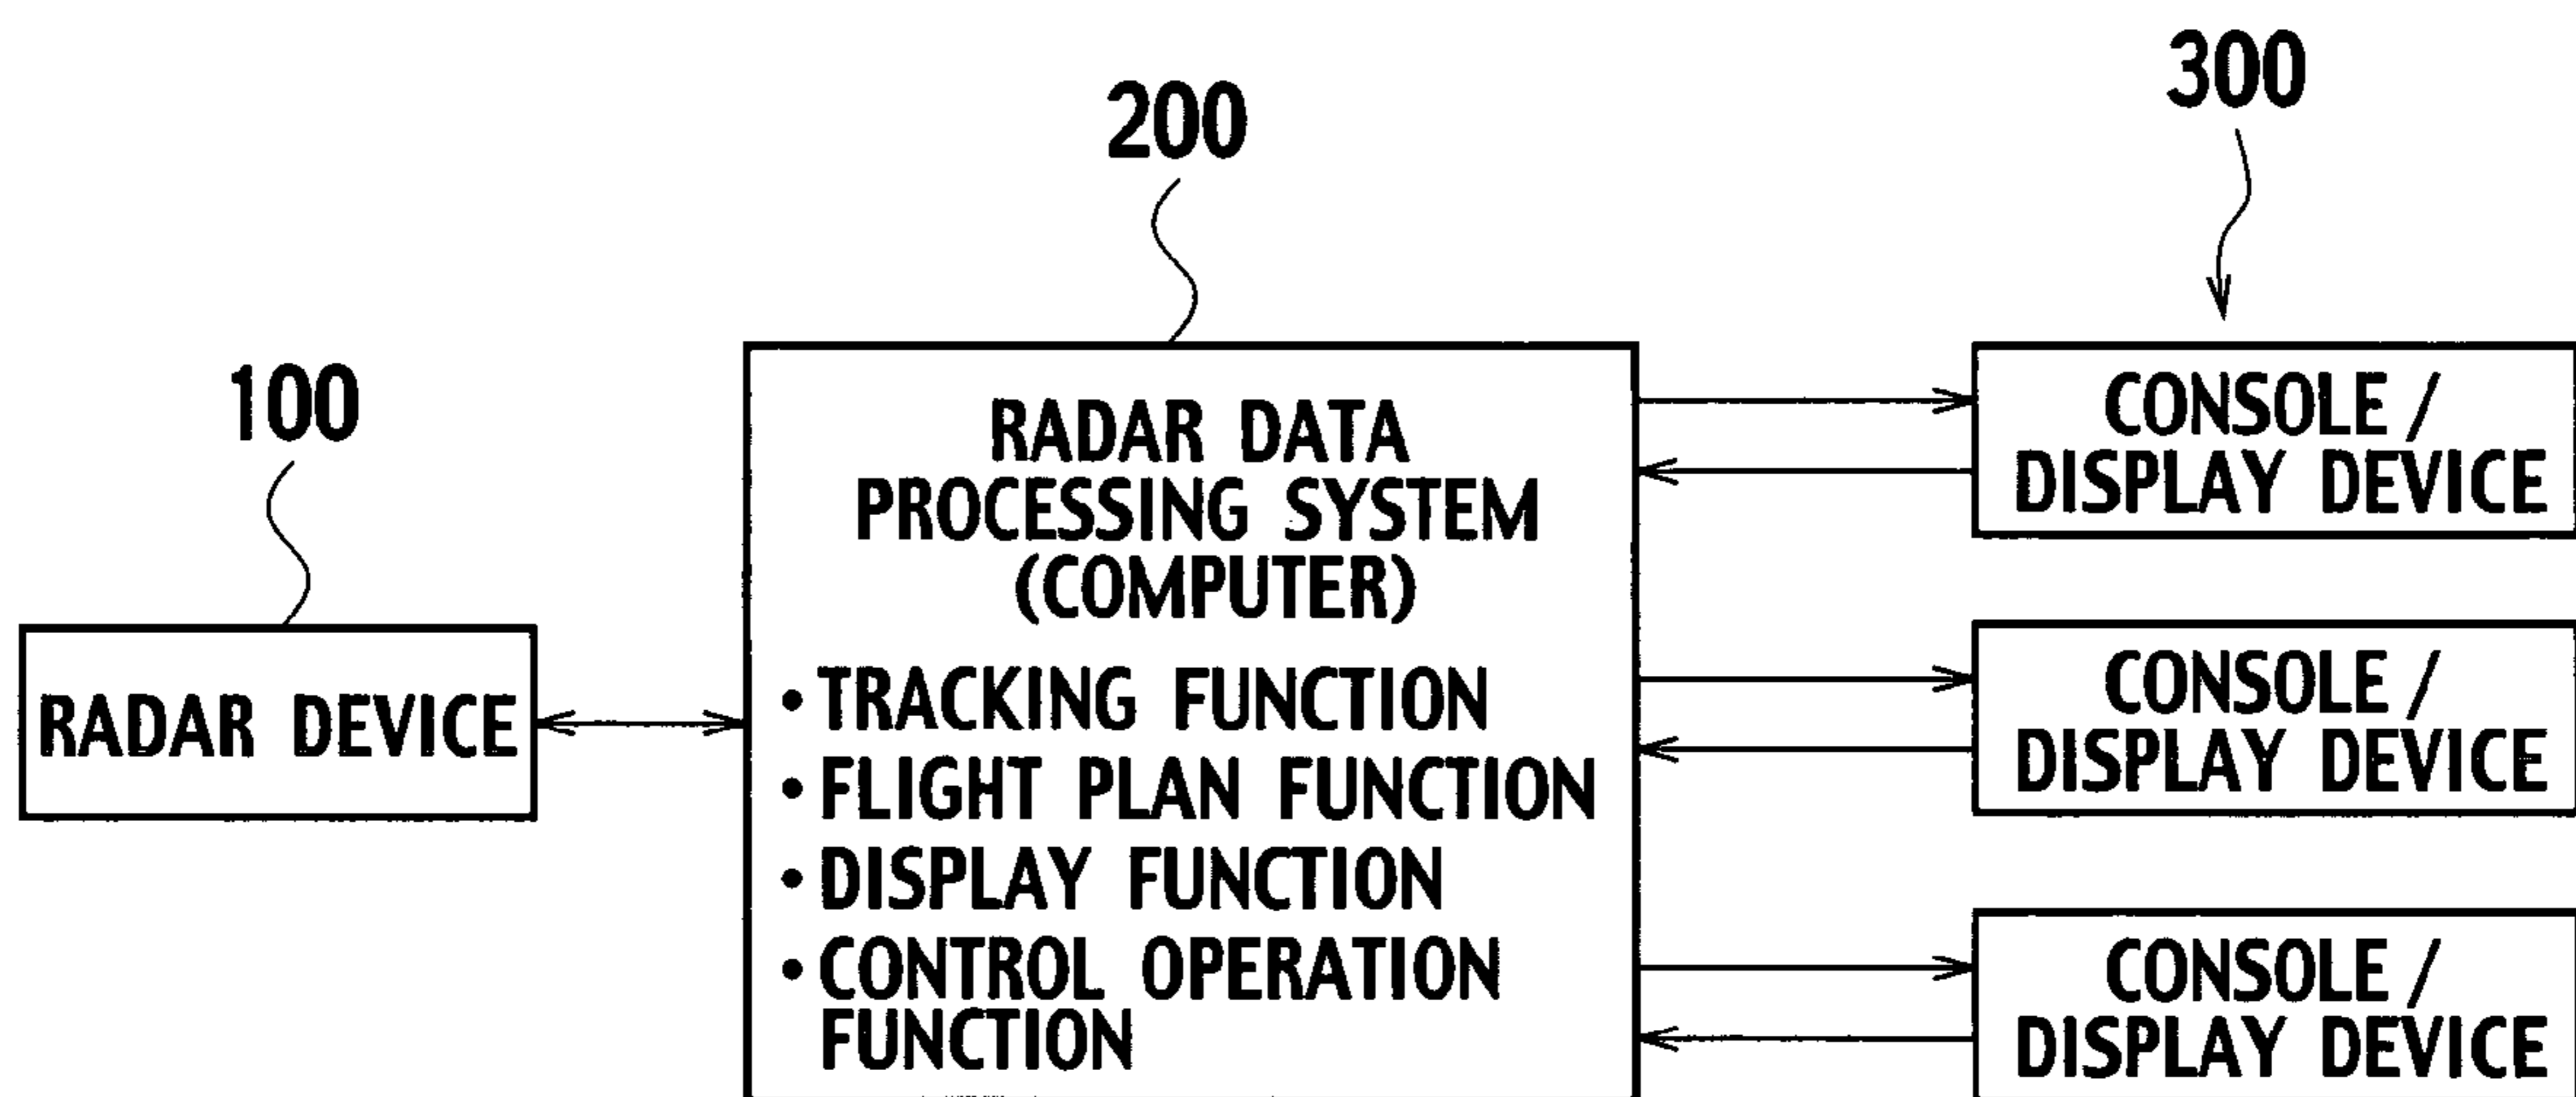 300
200
100
RADAR DEVICE
RADAR DATA
PROCESSING SYSTEM
(COMPUTER)
•TRACKING FUNCTION
•FLIGHT PLAN FUNCTION
•DISPLAY FUNCTION
•CONTROL OPERATION
FUNCTION
CONSOLE /
DISPLAY DEVICE
CONSOLE /
DISPLAY DEVICE
CONSOLE /
DISPLAY DEVICE